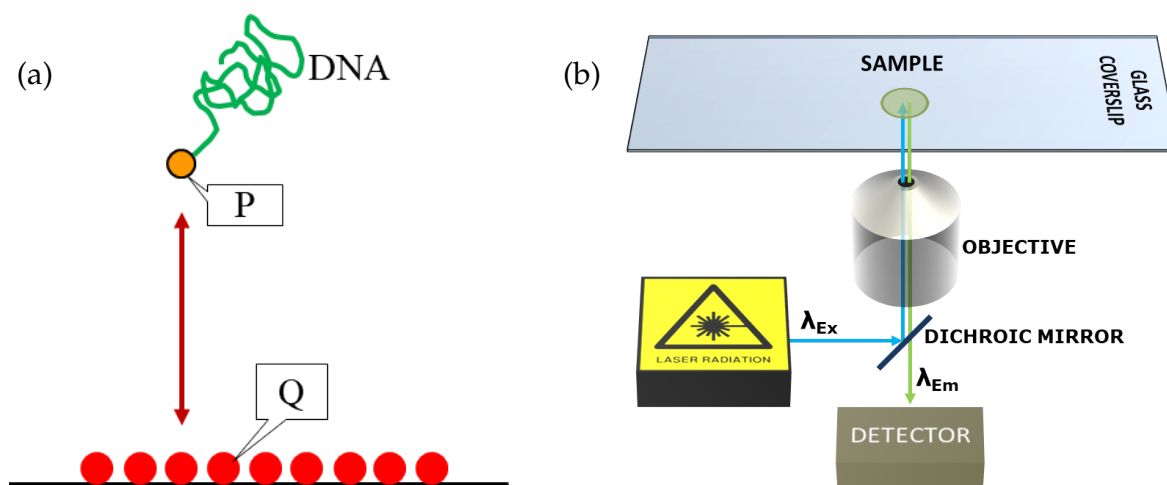 (a)
DNA
P
Q
(b)
SAMPLE
GLASS
COVERSLIP
OBJECTIVE
λEx
LASER RADIATION
DICHROIC MIRROR
λEm
DETECTOR